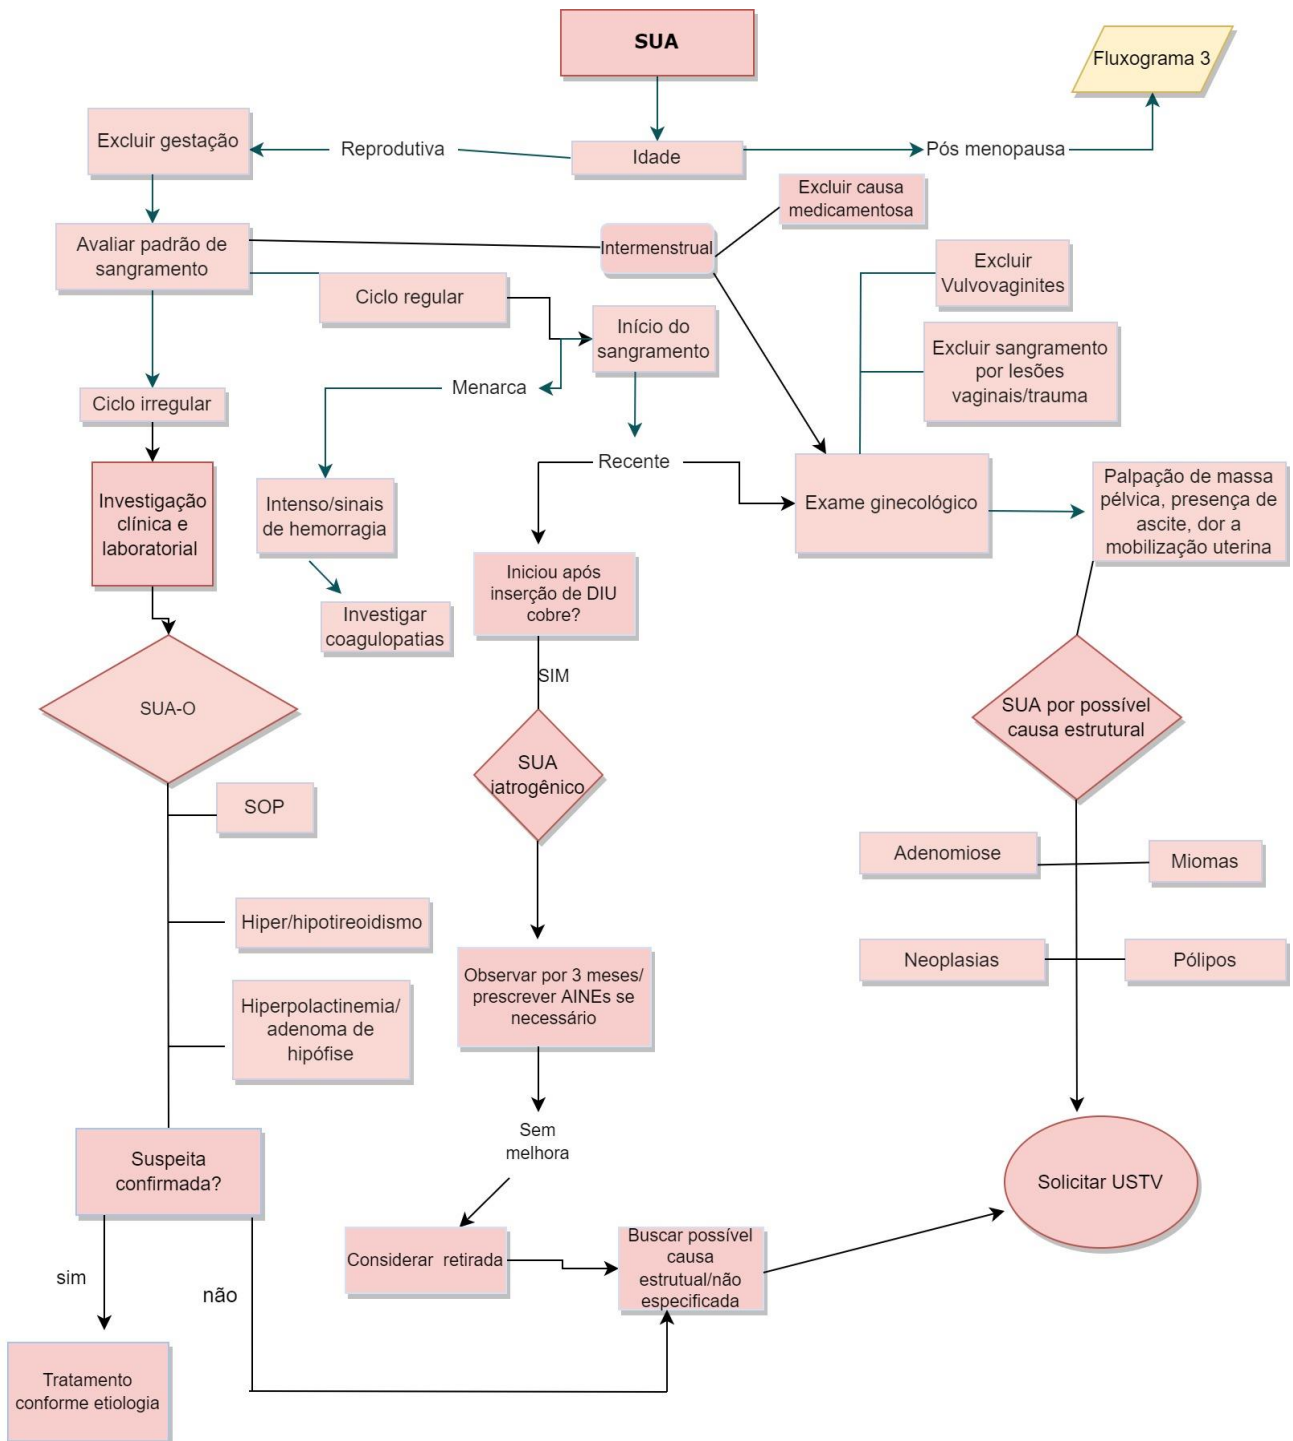 SUA
Fluxograma 3
Excluir gestação
Reprodutiva
Idade
Pós menopausa
Excluir causa
medicamentosa
Avaliar padrão de
sangramento
Intermenstrual
Excluir
Vulvovaginites
Ciclo regular
Início do
sangramento
Excluir sangramento
por lesões
vaginais/trauma
Menarca
Ciclo irregular
Recente
Investigação
clínica e
laboratorial
Intenso/sinais
de hemorragia
Exame ginecológico
Palpação de massa
pélvica, presença de
ascite, dor a
mobilização uterina
Iniciou após
inserção de DIU
cobre?
Investigar
coagulopatias
SIM
SUA-O
SUA por possível
causa estrutural
SUA
iatrogênico
SOP
Adenomiose
Miomas
Hiper/hipotireoidismo
Neoplasias
Pólipos
Observar por 3 meses/
prescrever AINEs se
necessário
Hiperpolactinemia/
adenoma de
hipófise
Sem
melhora
Suspeita
confirmada?
Solicitar USTV
Considerar retirada
Buscar possível
causa
estrutual/não
especificada
sim
não
Tratamento
conforme etiologia